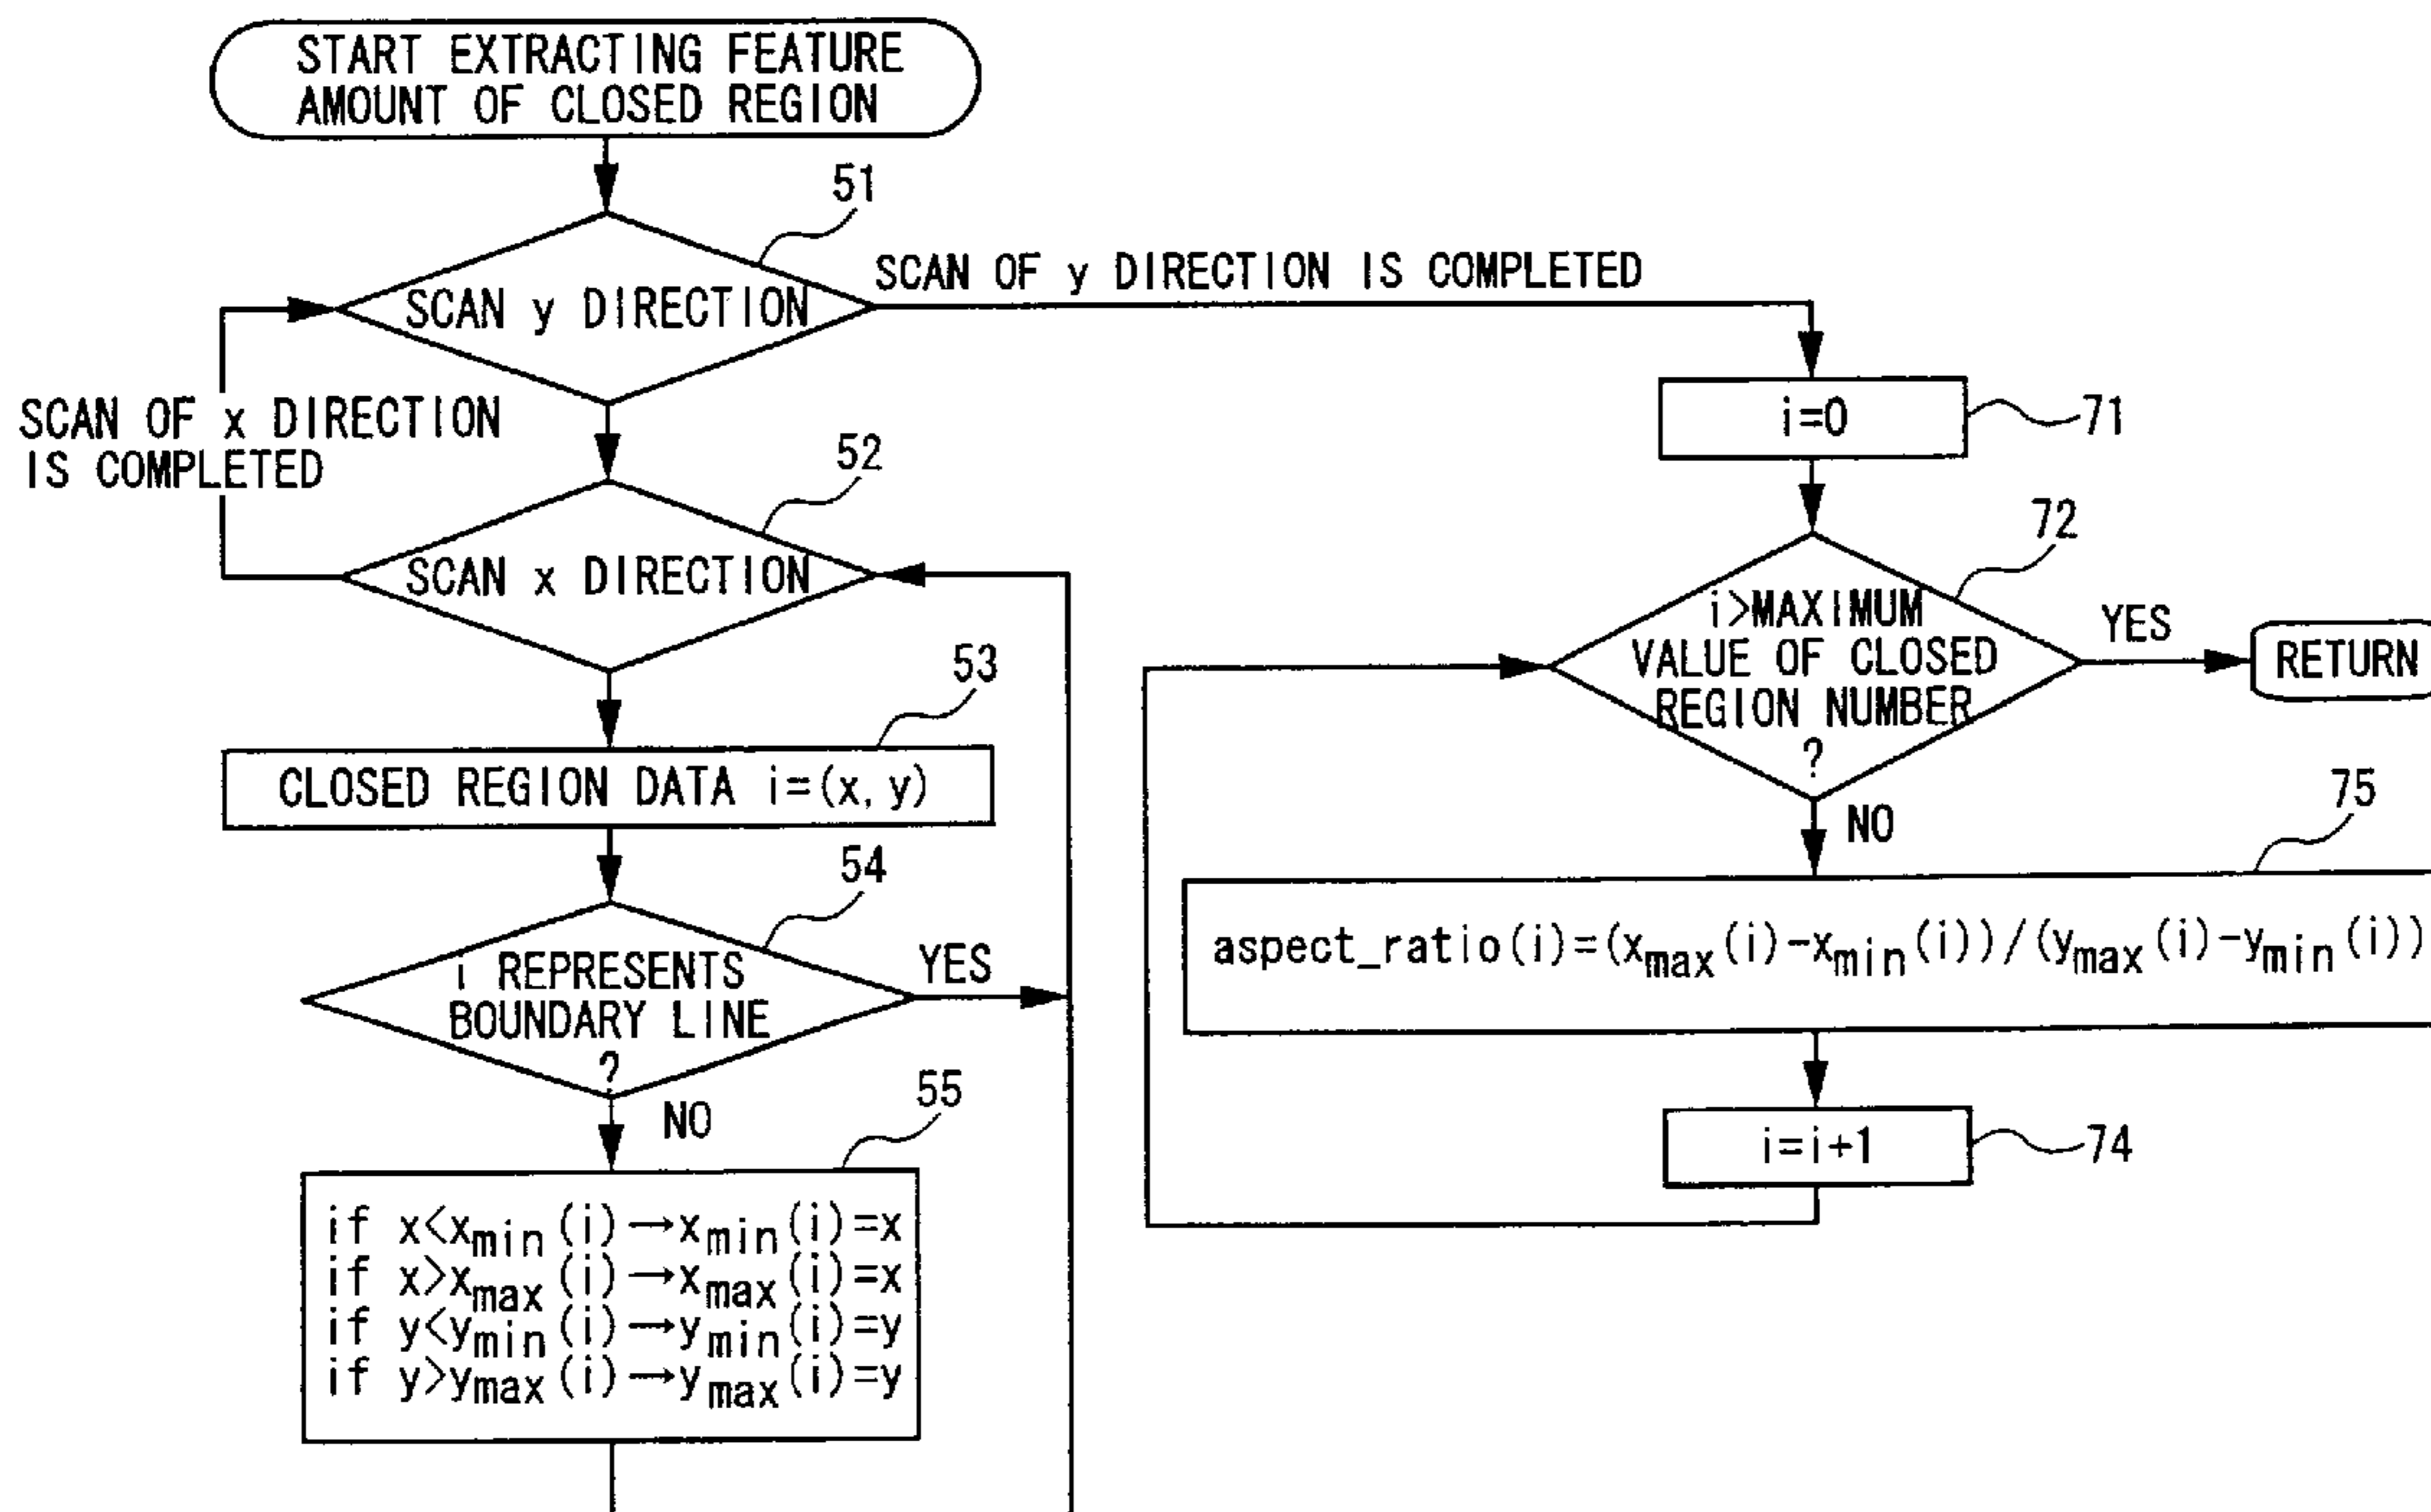 START EXTRACTING FEATURE
AMOUNT OF CLOSED REGION
51
SCAN y DIRECTION
SCAN OF y DIRECTION IS COMPLETED
SCAN OF x DIRECTION
IS COMPLETED
52
SCAN x DIRECTION
53
CLOSED REGION DATA i=(x, y)
54
i REPRESENTS
BOUNDARY LINE
?
YES
NO
55
if x<xmin(i)→xmin(i)=x
if x>xmax(i)→xmax(i)=x
if y<ymin(i)→ymin(i)=y
if y>ymax(i)→ymax(i)=y
i=0
71
72
i>MAXIMUM
VALUE OF CLOSED
REGION NUMBER
?
YES
RETURN
NO
75
aspect_ratio(i)=(xmax(i)-xmin(i))/(ymax(i)-ymin(i))
i=i+1
74